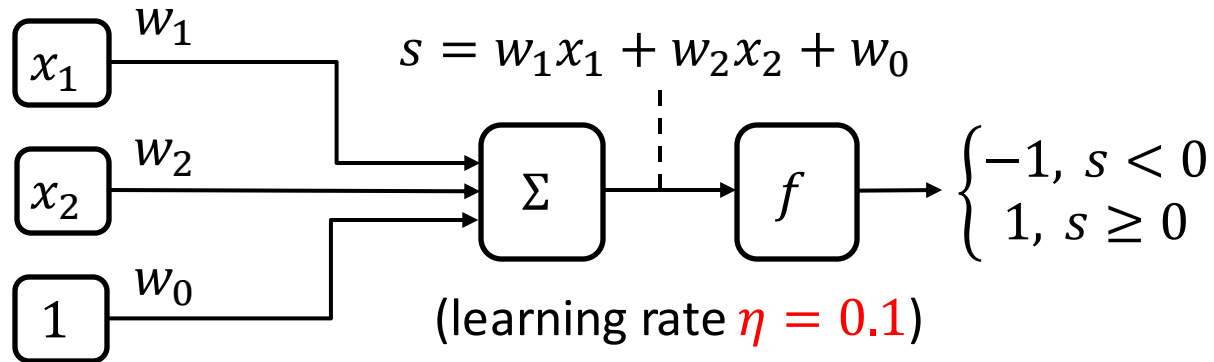 w₁
x₁
s = w₁x₁ + w₂x₂ + w₀
w₂
x₂
Σ
f
{ −1, s < 0
1, s ≥ 0
w₀
1
(learning rate η = 0.1)